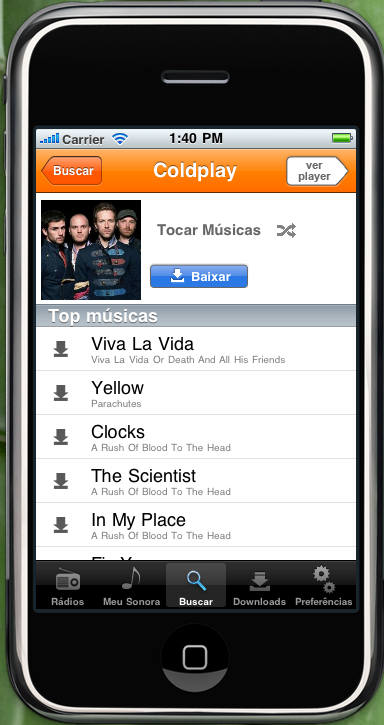 Carrier 1:40 PM
Buscar Coldplay ver player
Tocar Músicas
Baixar
Top músicas
Viva La Vida
Viva La Vida Or Death And All His Friends
Yellow
Parachutes
Clocks
A Rush Of Blood To The Head
The Scientist
A Rush Of Blood To The Head
In My Place
A Rush Of Blood To The Head
Rádios Meu Sonora Buscar Downloads Preferências